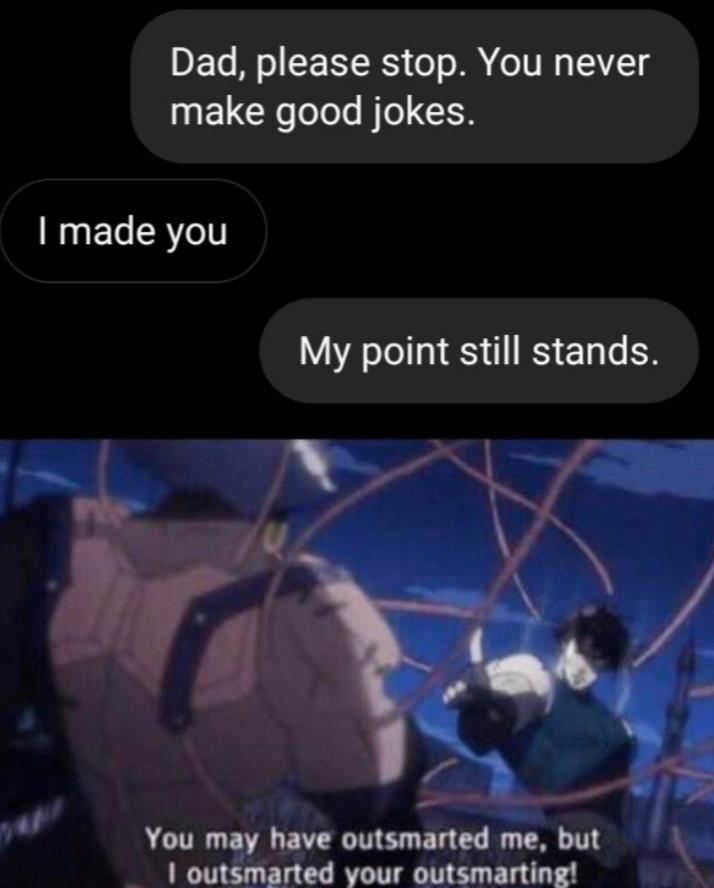 Dad, please stop. You never
make good jokes.
I made you
My point still stands.
You may have outsmarted me, but
I outsmarted your outsmarting!